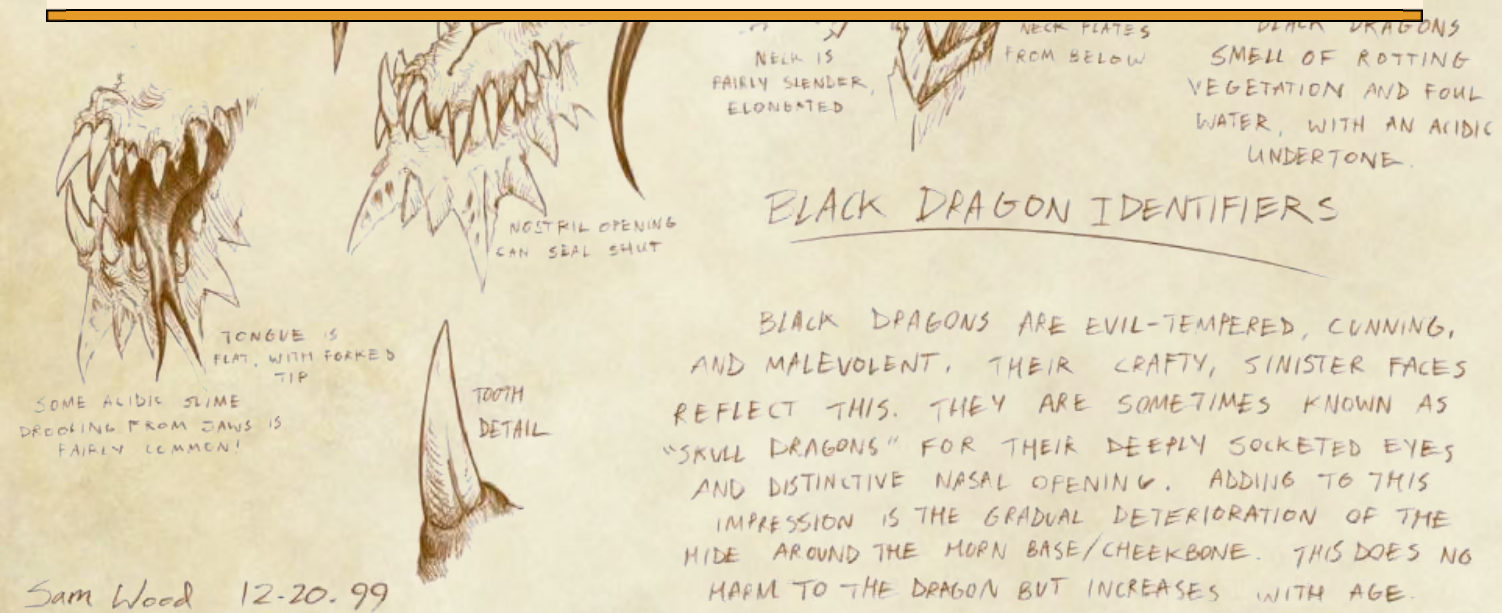 NECK IS
FAIRLY SLENDER,
ELONGATED
NECK PLATES
FROM BELOW
BLACK DRAGONS
SMELL OF ROTTING
VEGETATION AND FOUL
WATER, WITH AN ACIDIC
UNDERTONE.
NOSTRIL OPENING
CAN SEAL SHUT
TONGUE IS
FLAT, WITH FORKED
TIP
SOME ACIDIC SLIME
DROOLING FROM JAWS IS
FAIRLY COMMON!
TOOTH
DETAIL
BLACK DRAGON IDENTIFIERS
BLACK DRAGONS ARE EVIL-TEMPERED, CUNNING,
AND MALEVOLENT. THEIR CRAFTY, SINISTER FACES
REFLECT THIS. THEY ARE SOMETIMES KNOWN AS
"SKULL DRAGONS" FOR THEIR DEEPLY SOCKETED EYES
AND DISTINCTIVE NASAL OPENING. ADDING TO THIS
IMPRESSION IS THE GRADUAL DETERIORATION OF THE
HIDE AROUND THE HORN BASE/CHEEKBONE. THIS DOES NO
HARM TO THE DRAGON BUT INCREASES WITH AGE.
Sam Wood 12-20-99